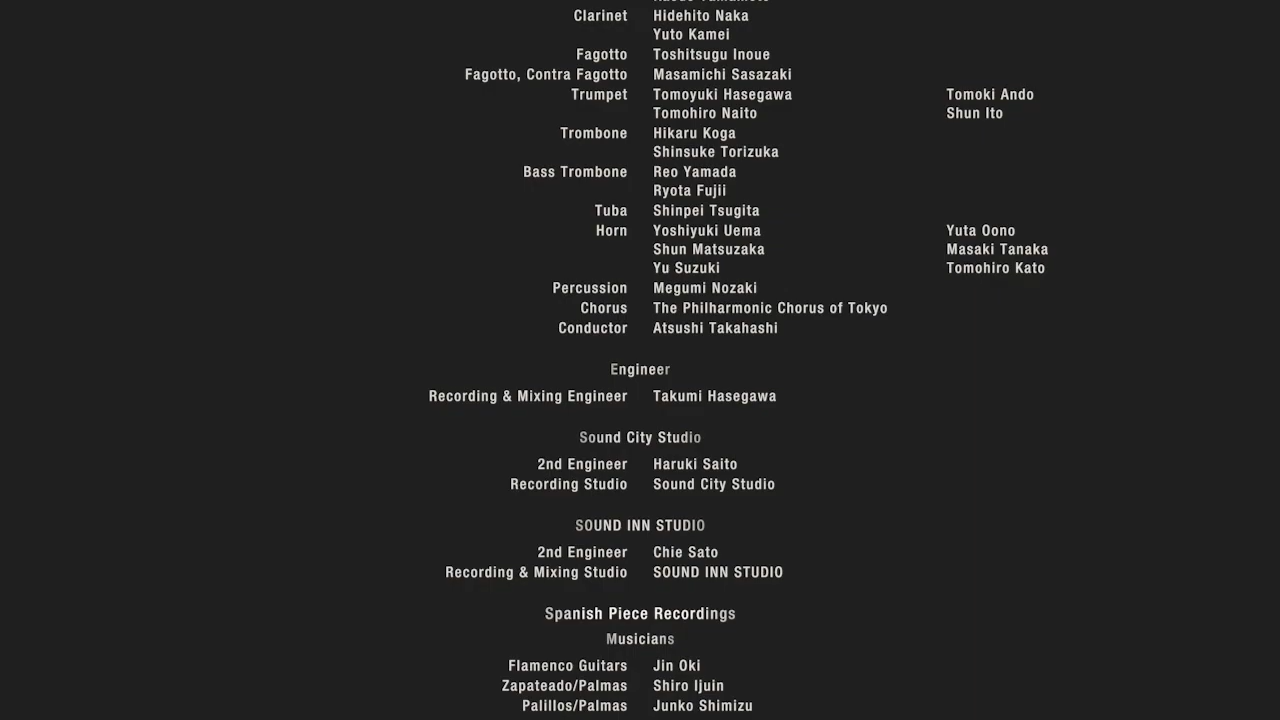 Clarinet Hidehito Naka
Yuto Kamei
Fagotto Toshitsugu Inoue
Fagotto, Contra Fagotto Masamichi Sasazaki
Trumpet Tomoyuki Hasegawa Tomoki Ando
Tomohiro Naito Shun Ito
Trombone Hikaru Koga
Shinsuke Torizuka
Bass Trombone Reo Yamada
Ryota Fujii
Tuba Shinpei Tsugita
Horn Yoshiyuki Uema Yuta Oono
Shun Matsuzaka Masaki Tanaka
Yu Suzuki Tomohiro Kato
Percussion Megumi Nozaki
Chorus The Philharmonic Chorus of Tokyo
Conductor Atsushi Takahashi
Engineer
Recording & Mixing Engineer Takumi Hasegawa
Sound City Studio
2nd Engineer Haruki Saito
Recording Studio Sound City Studio
SOUND INN STUDIO
2nd Engineer Chie Sato
Recording & Mixing Studio SOUND INN STUDIO
Spanish Piece Recordings
Musicians
Flamenco Guitars Jin Oki
Zapateado/Palmas Shiro Ijuin
Palillos/Palmas Junko Shimizu